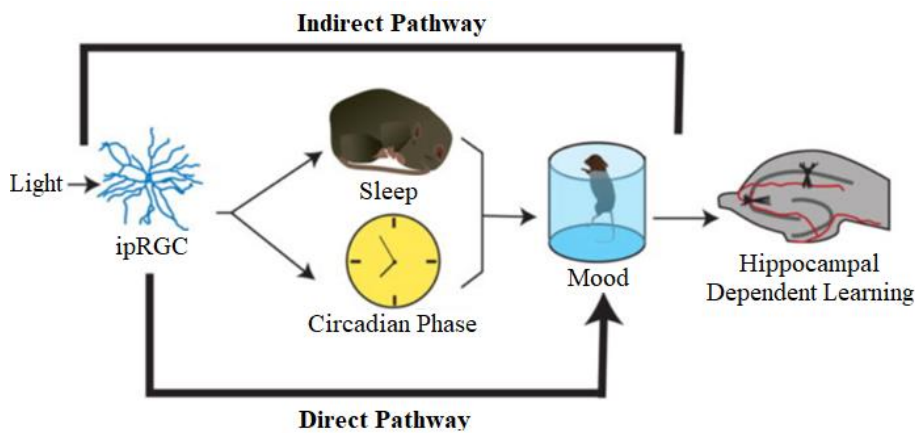 Indirect Pathway
Light
ipRGC
Sleep
Circadian Phase
Mood
Hippocampal
Dependent Learning
Direct Pathway